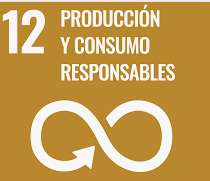 12 PRODUCCIÓN
Y CONSUMO
RESPONSABLES